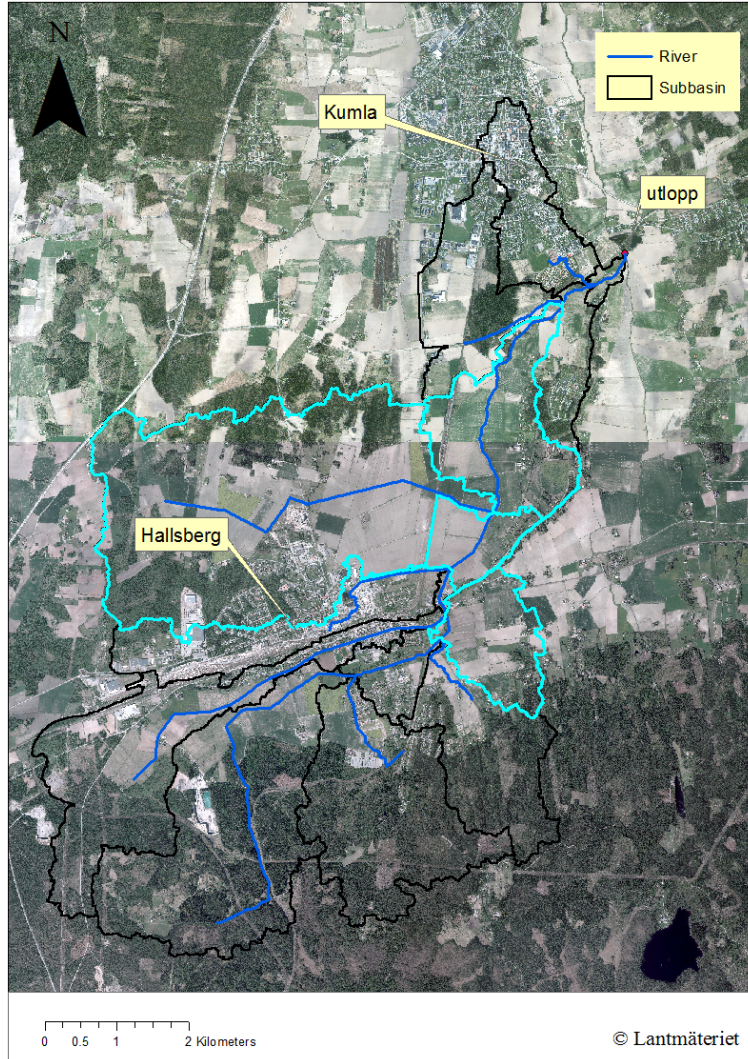 N
River
Subbasin
Kumla
utlopp
Hallsberg
0 0.5 1 2 Kilometers
© Lantmäteriet